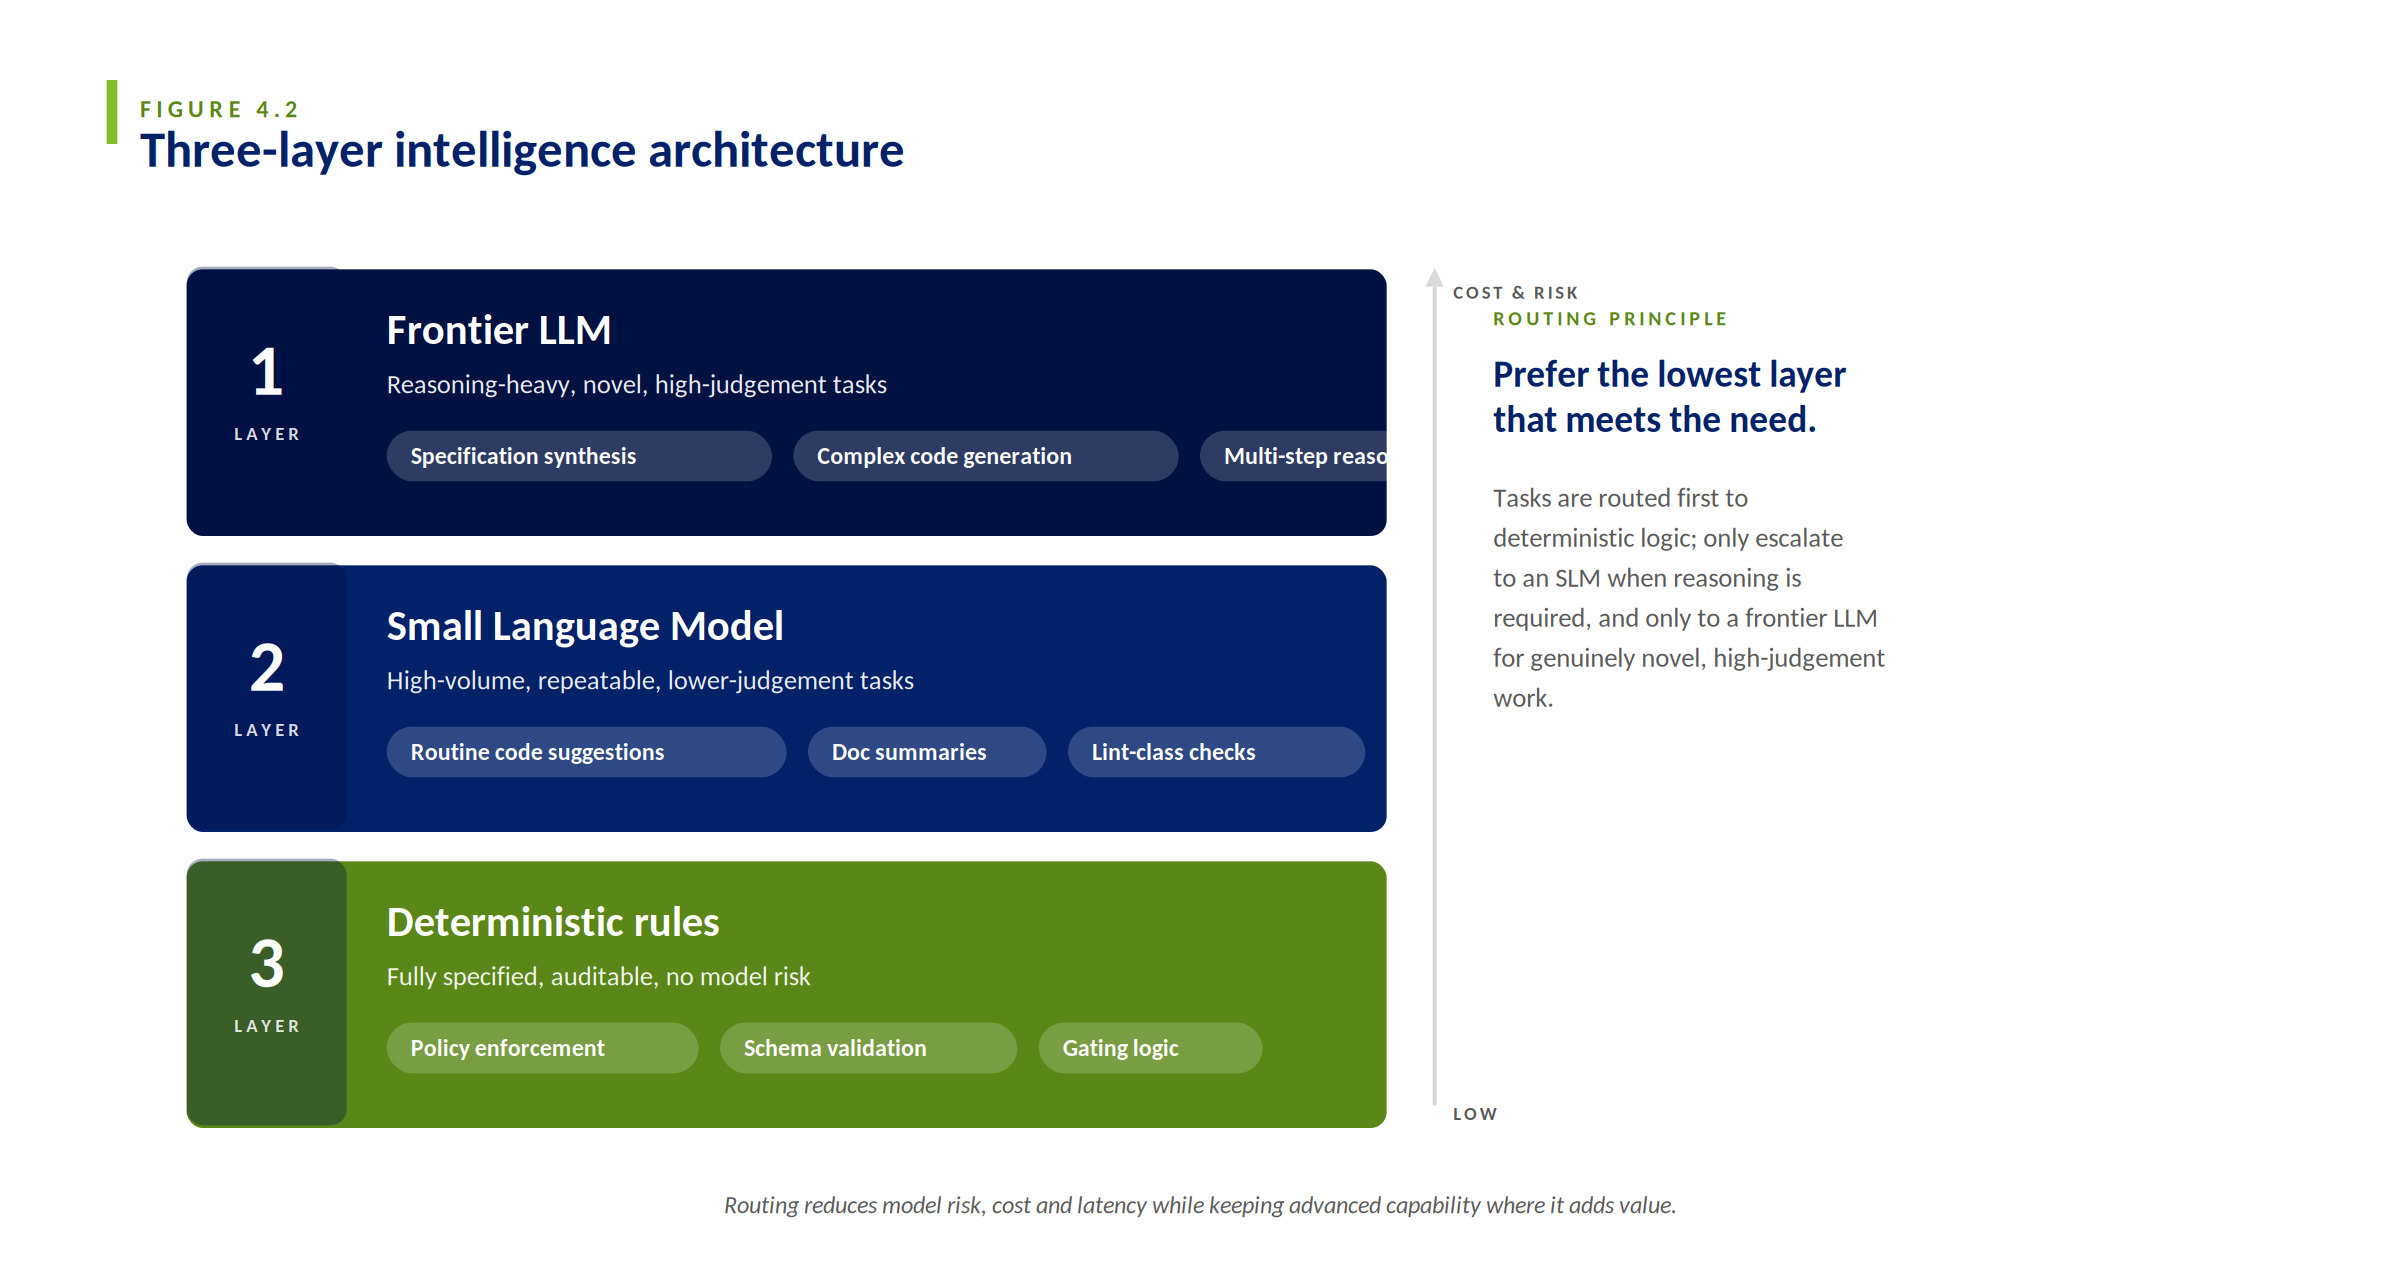 FIGURE 4.2
Three-layer intelligence architecture
1
LAYER
Frontier LLM
Reasoning-heavy, novel, high-judgement tasks
Specification synthesis
Complex code generation
Multi-step reaso
2
LAYER
Small Language Model
High-volume, repeatable, lower-judgement tasks
Routine code suggestions
Doc summaries
Lint-class checks
3
LAYER
Deterministic rules
Fully specified, auditable, no model risk
Policy enforcement
Schema validation
Gating logic
COST & RISK
LOW
ROUTING PRINCIPLE
Prefer the lowest layer
that meets the need.
Tasks are routed first to
deterministic logic; only escalate
to an SLM when reasoning is
required, and only to a frontier LLM
for genuinely novel, high-judgement
work.
Routing reduces model risk, cost and latency while keeping advanced capability where it adds value.